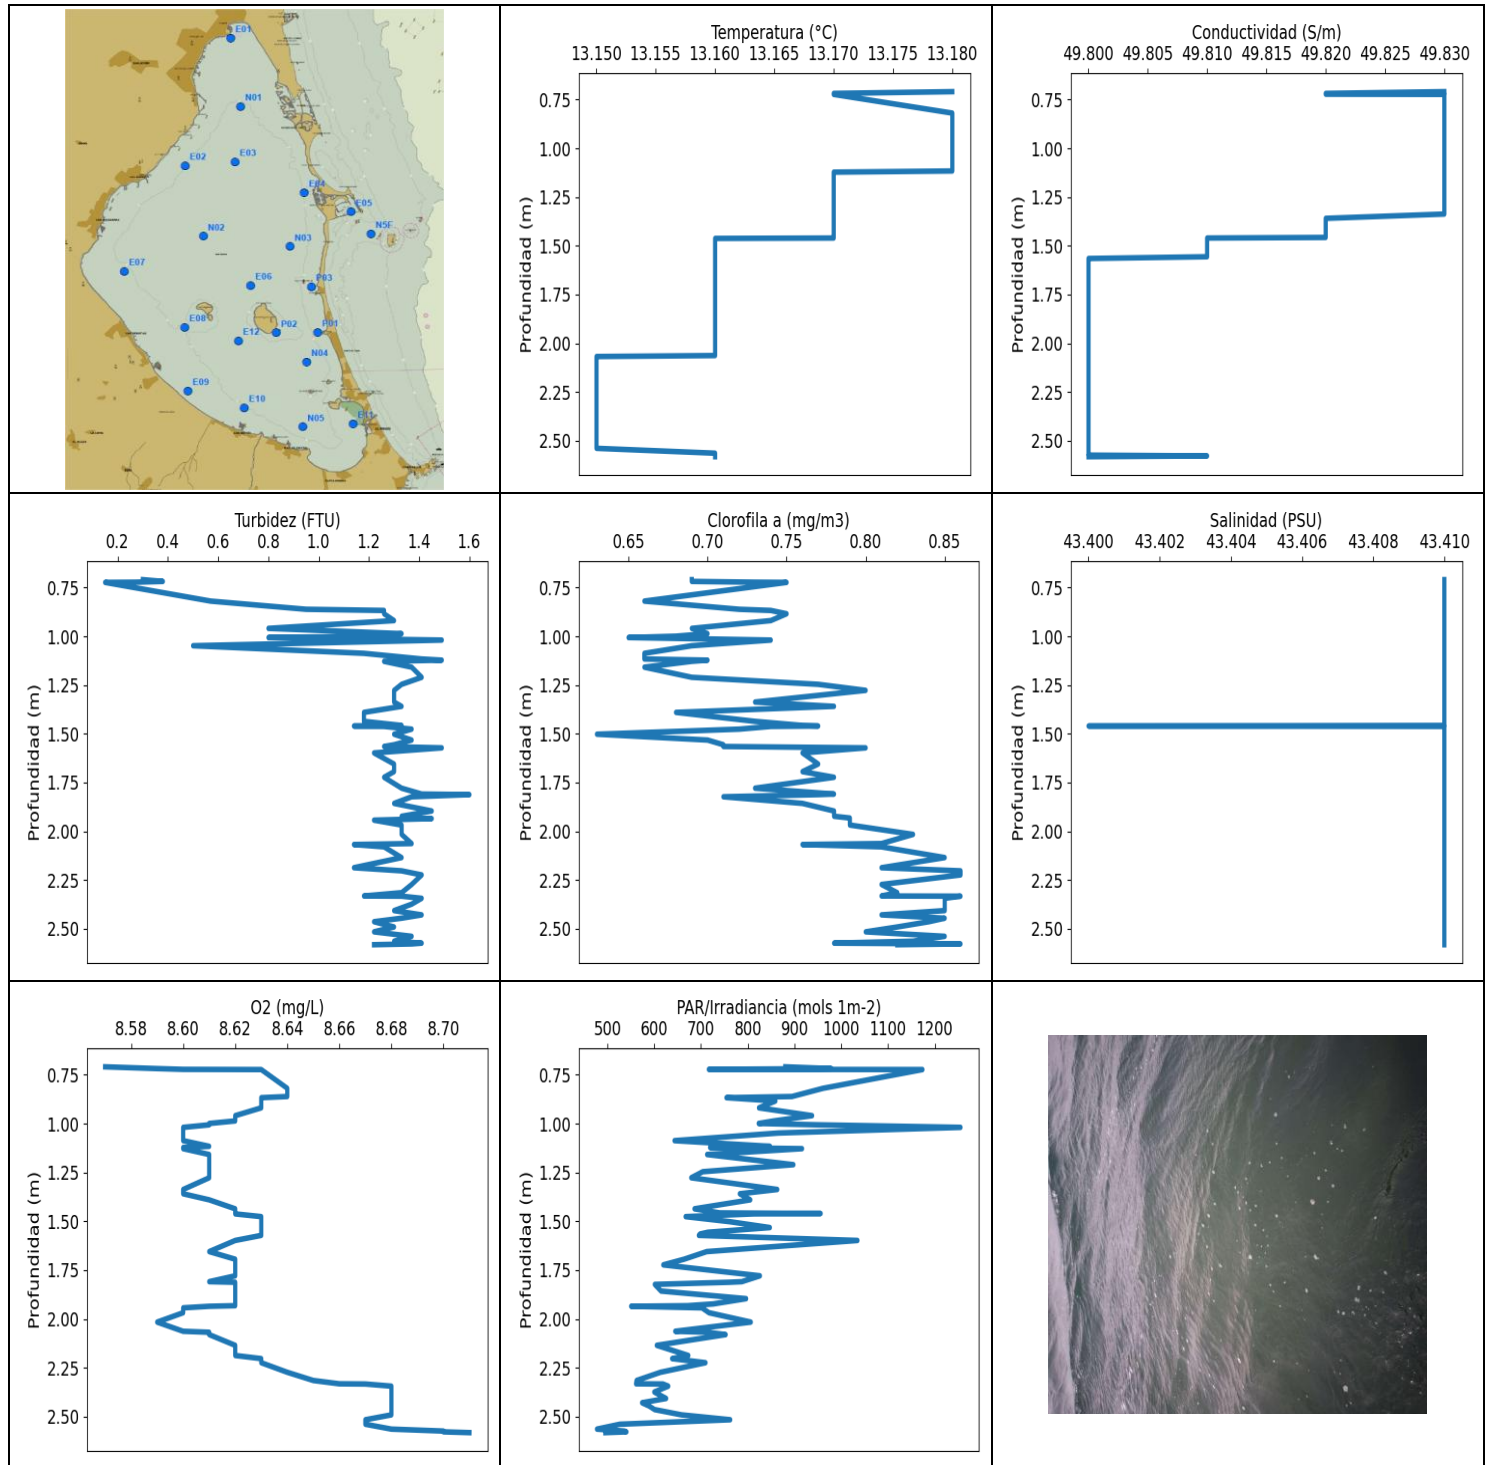 E01
N01
E02
E03
E04
E05
N5F
N02
N03
E07
E06
P03
E08
E12
P02
P01
N04
E09
E10
N05
E11
Temperatura (°C)
13.150 13.155 13.160 13.165 13.170 13.175 13.180
0.75
1.00
1.25
1.50
1.75
2.00
2.25
2.50
Profundidad (m)
Conductividad (S/m)
49.800 49.805 49.810 49.815 49.820 49.825 49.830
0.75
1.00
1.25
1.50
1.75
2.00
2.25
2.50
Profundidad (m)
Turbidez (FTU)
0.2 0.4 0.6 0.8 1.0 1.2 1.4 1.6
0.75
1.00
1.25
1.50
1.75
2.00
2.25
2.50
Profundidad (m)
Clorofila a (mg/m3)
0.65 0.70 0.75 0.80 0.85
0.75
1.00
1.25
1.50
1.75
2.00
2.25
2.50
Profundidad (m)
Salinidad (PSU)
43.400 43.402 43.404 43.406 43.408 43.410
0.75
1.00
1.25
1.50
1.75
2.00
2.25
2.50
Profundidad (m)
O2 (mg/L)
8.58 8.60 8.62 8.64 8.66 8.68 8.70
0.75
1.00
1.25
1.50
1.75
2.00
2.25
2.50
Profundidad (m)
PAR/Irradiancia (mols 1m-2)
500 600 700 800 900 1000 1100 1200
0.75
1.00
1.25
1.50
1.75
2.00
2.25
2.50
Profundidad (m)